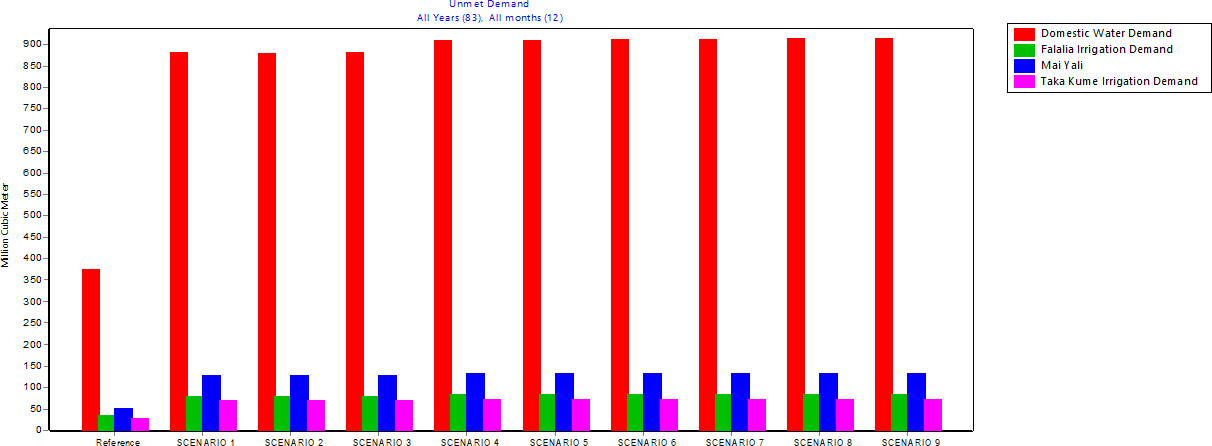 Unmet Demand
All Years (83), All months (12)
Million Cubic Meter
900
850
800
750
700
650
600
550
500
450
400
350
300
250
200
150
100
50
0
Reference SCENARIO 1 SCENARIO 2 SCENARIO 3 SCENARIO 4 SCENARIO 5 SCENARIO 6 SCENARIO 7 SCENARIO 8 SCENARIO 9
Domestic Water Demand
Falalia Irrigation Demand
Mai Yali
Taka Kume Irrigation Demand